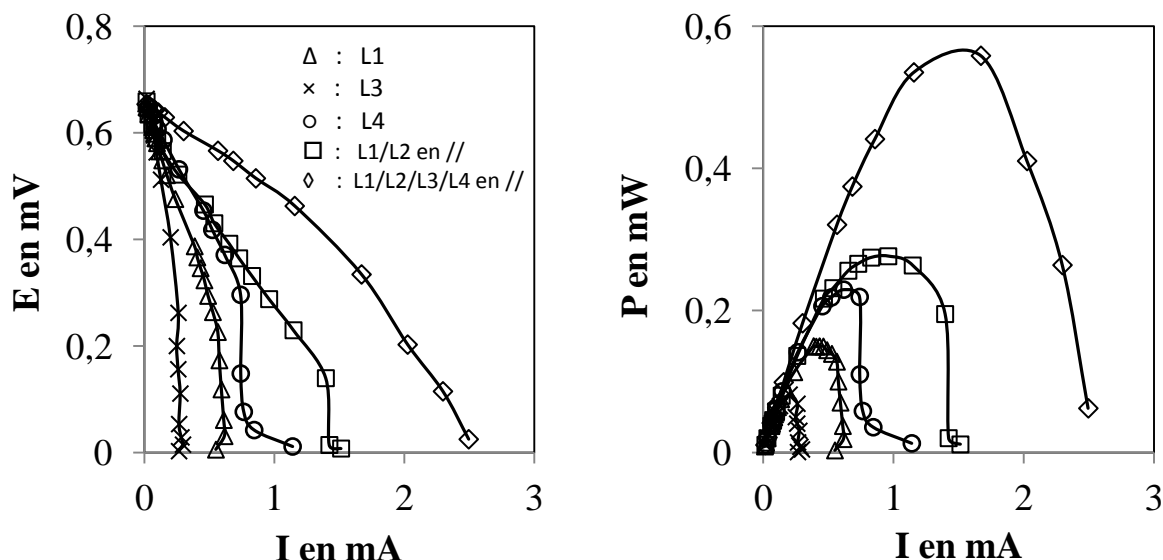 0,8
0,6
0,4
0,2
0
E en mV
0 1 2 3
I en mA
: L1
: L3
: L4
: L1/L2 en //
: L1/L2/L3/L4 en //
0,6
0,4
0,2
0
P en mW
0 1 2 3
I en mA